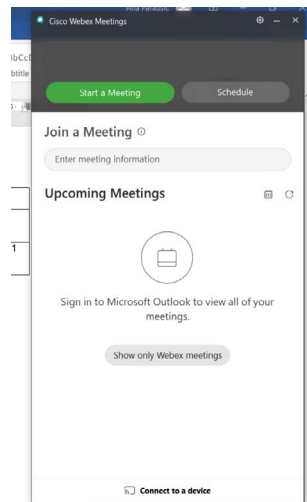 Cisco Webex Meetings
Start a Meeting
Schedule
Join a Meeting
Enter meeting information
Upcoming Meetings
Sign in to Microsoft Outlook to view all of your
meetings.
Show only Webex meetings
Connect to a device
1